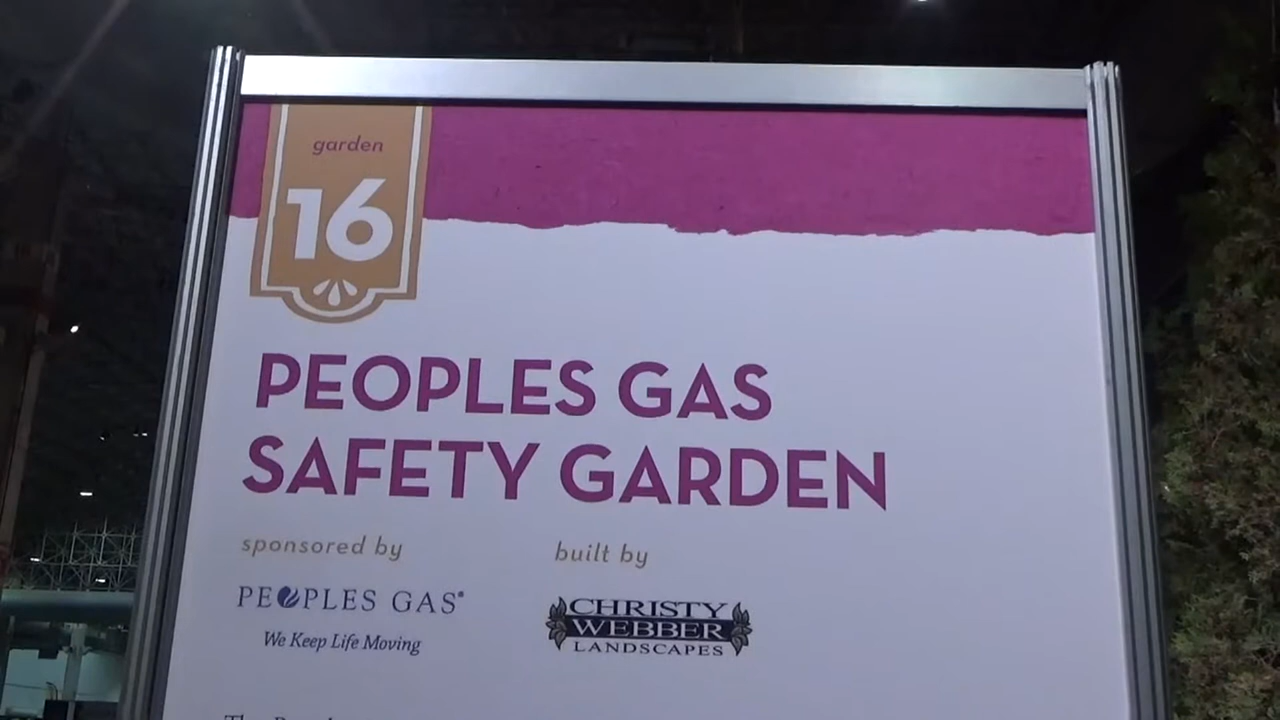 garden
16
PEOPLES GAS
SAFETY GARDEN
sponsored by
built by
PEOPLES GAS
We Keep Life Moving
CHRISTY
WEBBER
LANDSCAPES